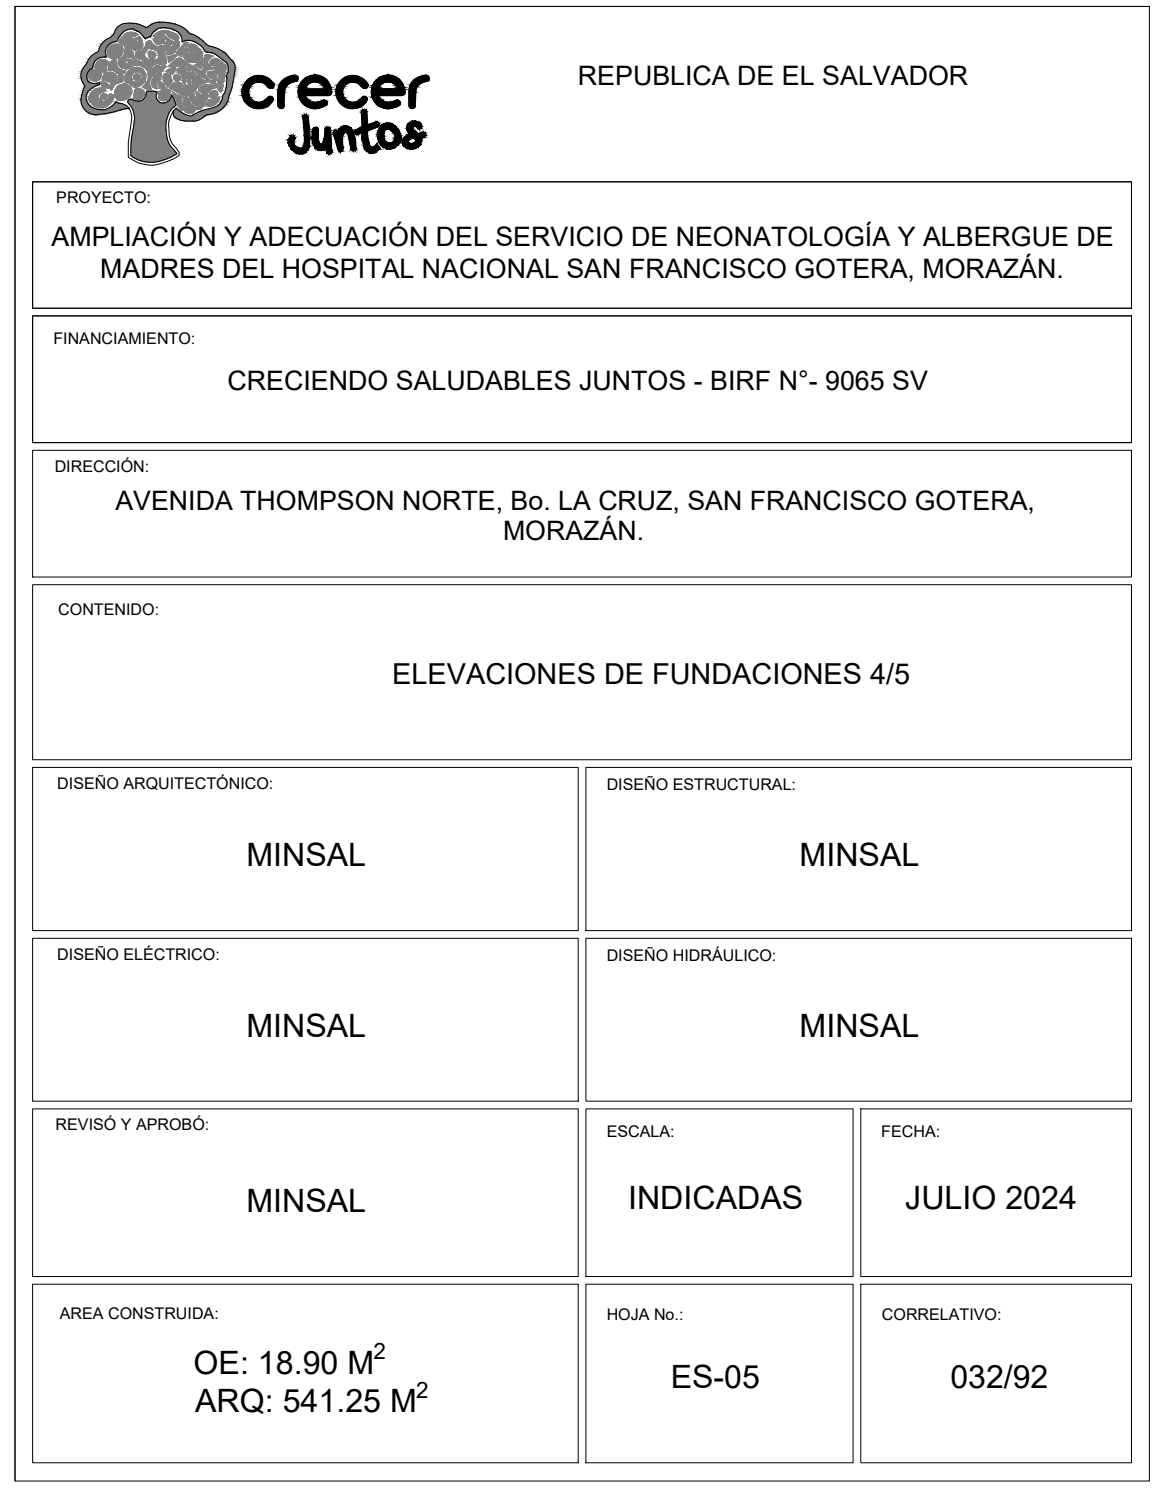 crecer
Juntos
REPUBLICA DE EL SALVADOR
PROYECTO:
AMPLIACIÓN Y ADECUACIÓN DEL SERVICIO DE NEONATOLOGÍA Y ALBERGUE DE
MADRES DEL HOSPITAL NACIONAL SAN FRANCISCO GOTERA, MORAZÁN.
FINANCIAMIENTO:
CRECIENDO SALUDABLES JUNTOS - BIRF N°- 9065 SV
DIRECCIÓN:
AVENIDA THOMPSON NORTE, Bo. LA CRUZ, SAN FRANCISCO GOTERA,
MORAZÁN.
CONTENIDO:
ELEVACIONES DE FUNDACIONES 4/5
DISEÑO ARQUITECTÓNICO:
MINSAL
DISEÑO ESTRUCTURAL:
MINSAL
DISEÑO ELÉCTRICO:
MINSAL
DISEÑO HIDRÁULICO:
MINSAL
REVISÓ Y APROBÓ:
MINSAL
ESCALA:
INDICADAS
FECHA:
JULIO 2024
AREA CONSTRUIDA:
OE: 18.90 M²
ARQ: 541.25 M²
HOJA No.:
ES-05
CORRELATIVO:
032/92